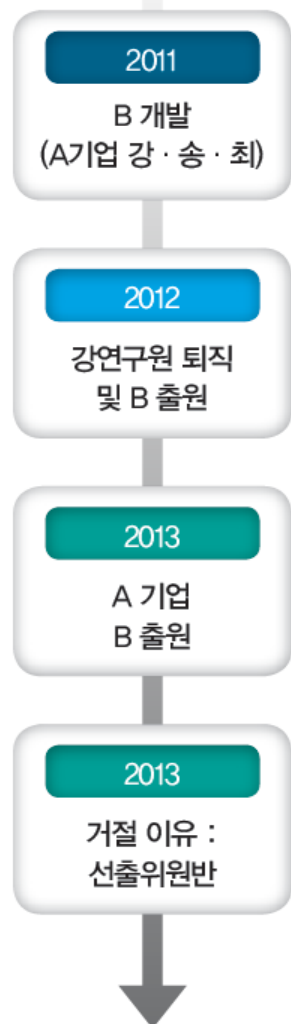 2011
B 개발
(A기업 강 · 송 · 최)
2012
강연구원 퇴직
및 B 출원
2013
A 기업
B 출원
2013
거절 이유 :
선출위원반